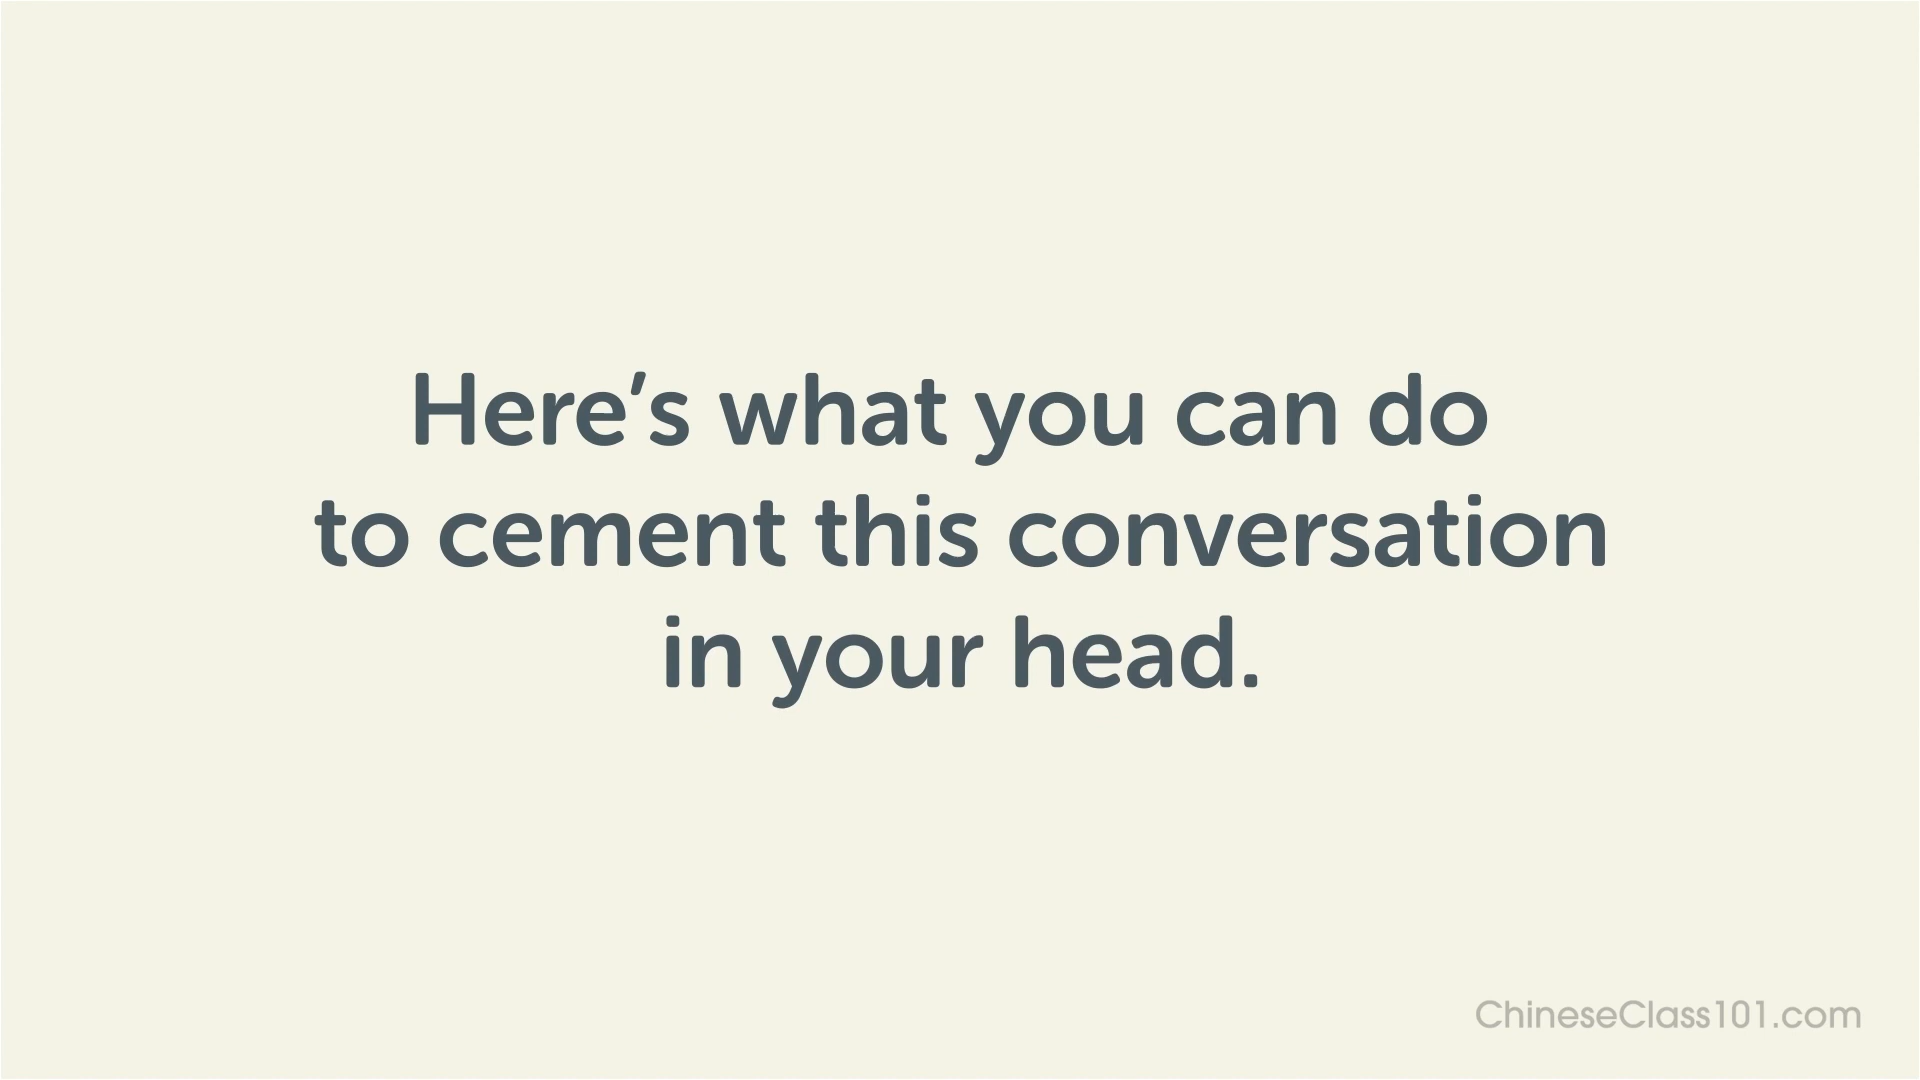 Here’s what you can do
to cement this conversation
in your head.
ChineseClass101.com